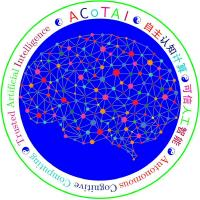 ACoTAI
自主认知计算
可信人工智能
Autonomous Cognitive Computing
Trusted Artificial Intelligence